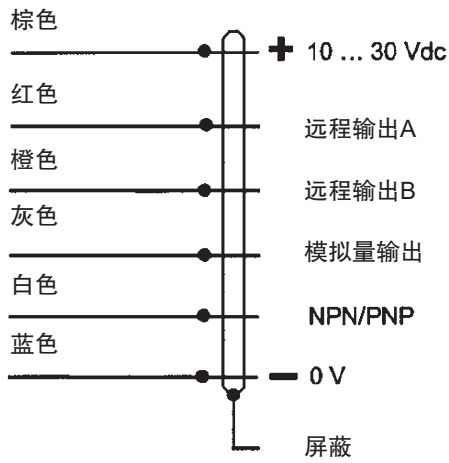 棕色
+ 10 ... 30 Vdc
红色
远程输出A
橙色
远程输出B
灰色
模拟量输出
白色
NPN/PNP
蓝色
− 0 V
屏蔽